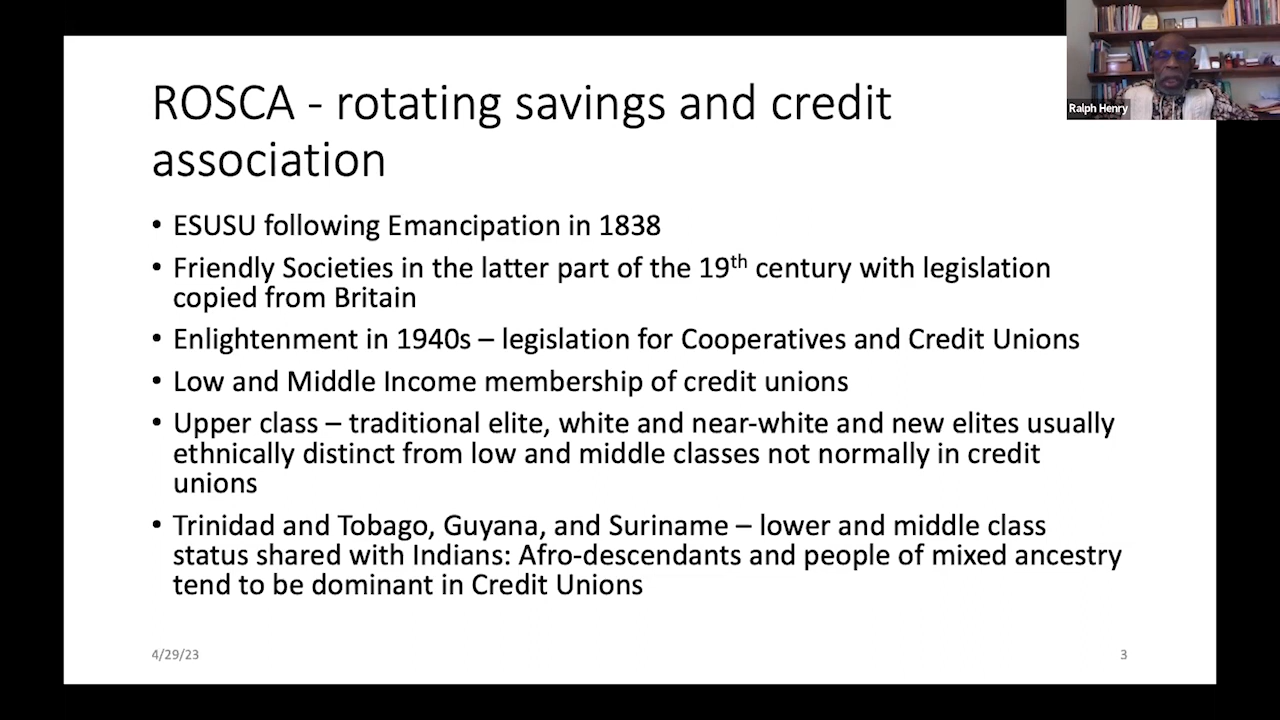 Ralph Henry
ROSCA - rotating savings and credit
association
• ESUSU following Emancipation in 1838
• Friendly Societies in the latter part of the 19th century with legislation
copied from Britain
• Enlightenment in 1940s – legislation for Cooperatives and Credit Unions
• Low and Middle Income membership of credit unions
• Upper class – traditional elite, white and near-white and new elites usually
ethnically distinct from low and middle classes not normally in credit
unions
• Trinidad and Tobago, Guyana, and Suriname – lower and middle class
status shared with Indians: Afro-descendants and people of mixed ancestry
tend to be dominant in Credit Unions
4/29/23
3